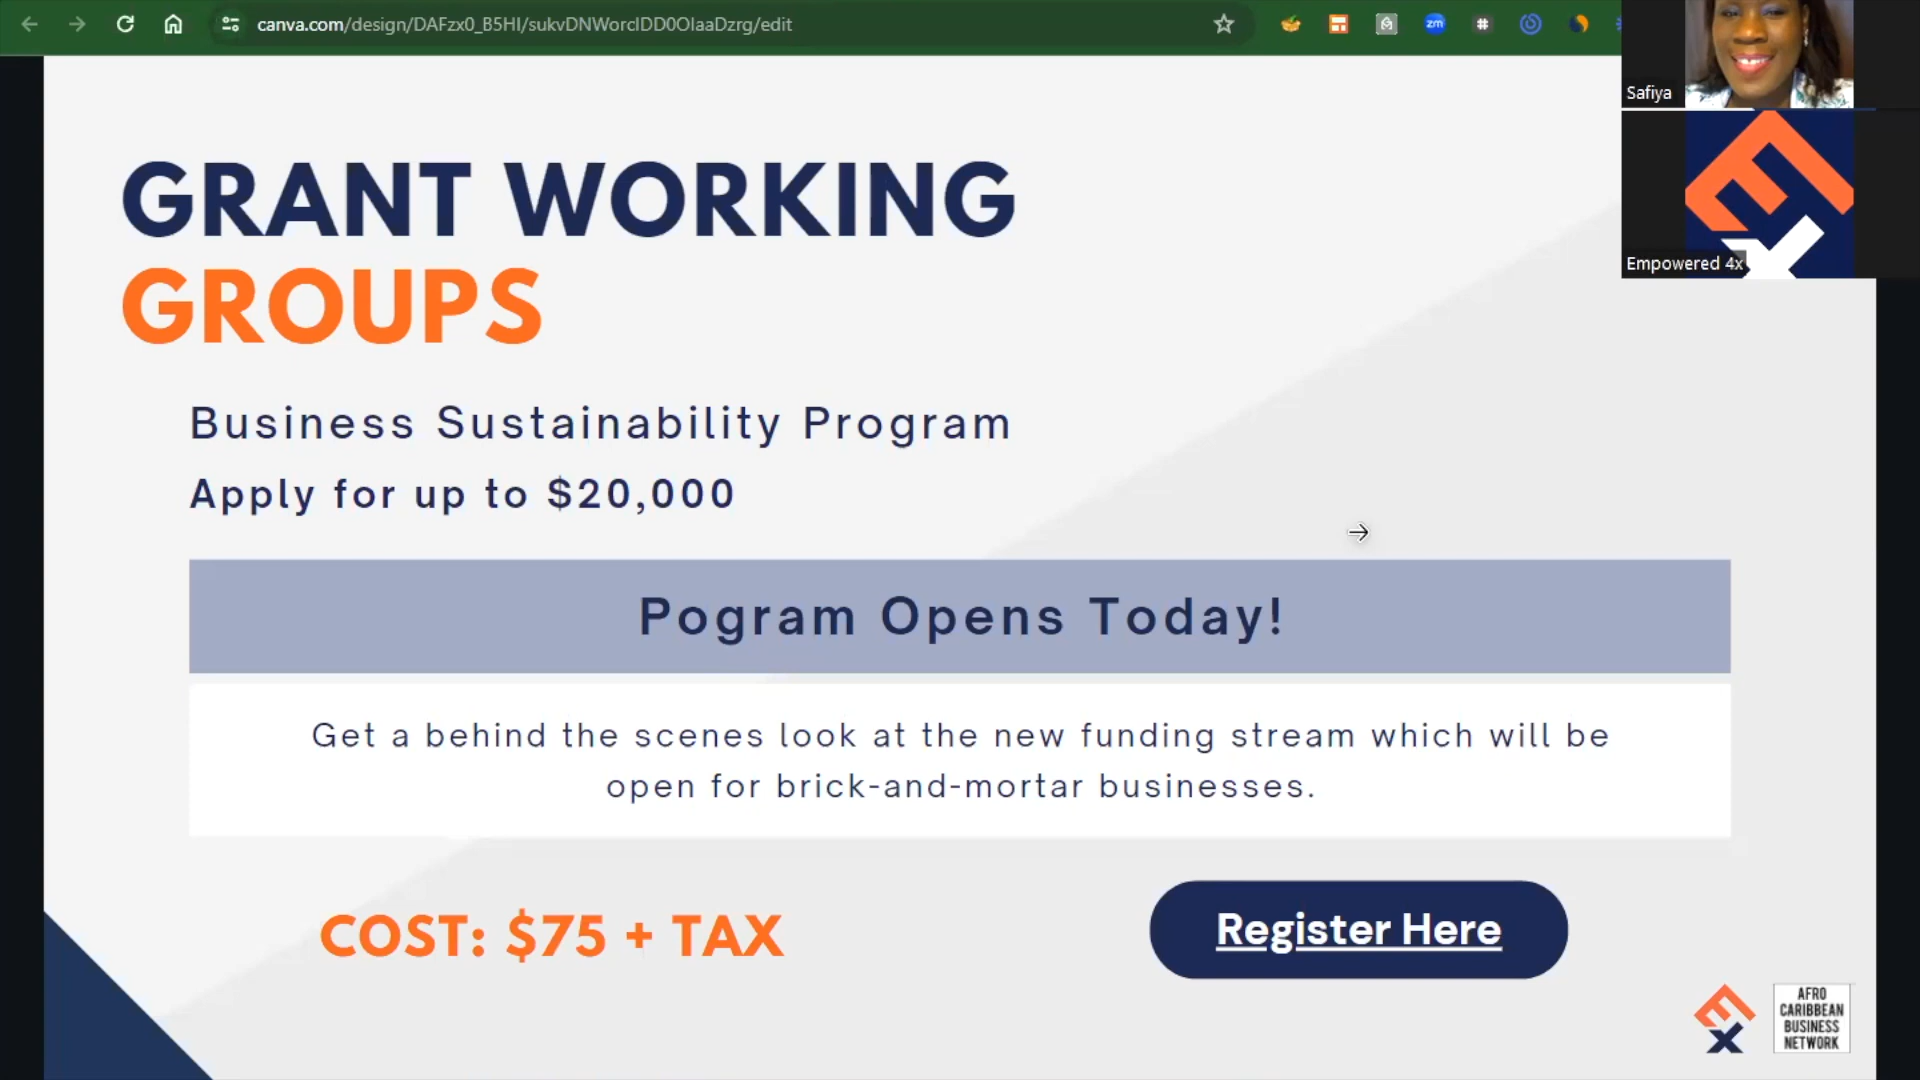 canva.com/design/DAFzx0_B5HI/sukvDNWorclDD0OlaaDzrg/edit
zm
#
Safiya
Empowered 4x
GRANT WORKING
GROUPS
Business Sustainability Program
Apply for up to $20,000
Pogram Opens Today!
Get a behind the scenes look at the new funding stream which will be
open for brick-and-mortar businesses.
COST: $75 + TAX
Register Here
AFRO
CARIBBEAN
BUSINESS
NETWORK